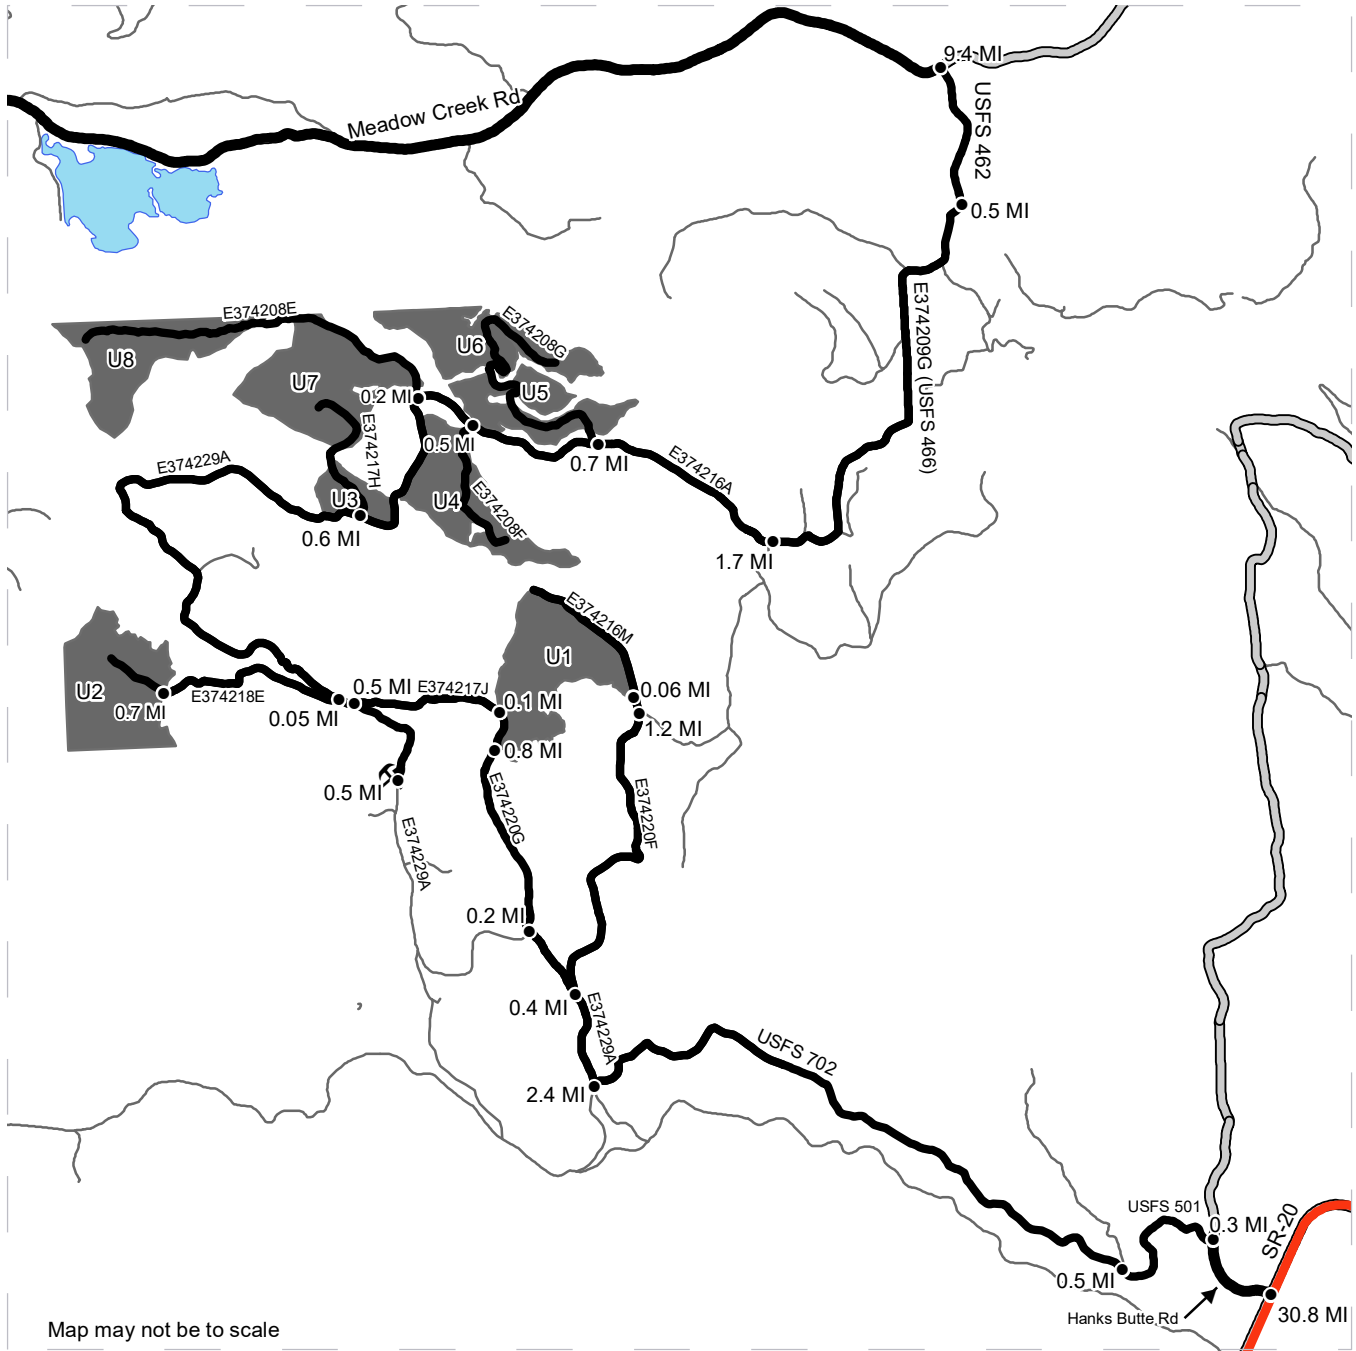 9.4 MI
Meadow Creek Rd
USFS 462
0.5 MI
E374209G (USFS 466)
E374208E
E374208G
U8
U6
U7
U5
0.2 MI
E374217H
0.5 MI
0.7 MI
E374216A
E374229A
U3
U4
E374208F
0.6 MI
1.7 MI
E374216M
U1
U2
E374218E
0.7 MI
0.5 MI
E374217J
0.05 MI
0.1 MI
0.06 MI
1.2 MI
0.8 MI
0.5 MI
E374220G
E374220F
E374229A
0.2 MI
0.4 MI
E374229A
2.4 MI
USFS 702
USFS 501
0.3 MI
SR-20
0.5 MI
Hanks Butte Rd
30.8 MI
Map may not be to scale